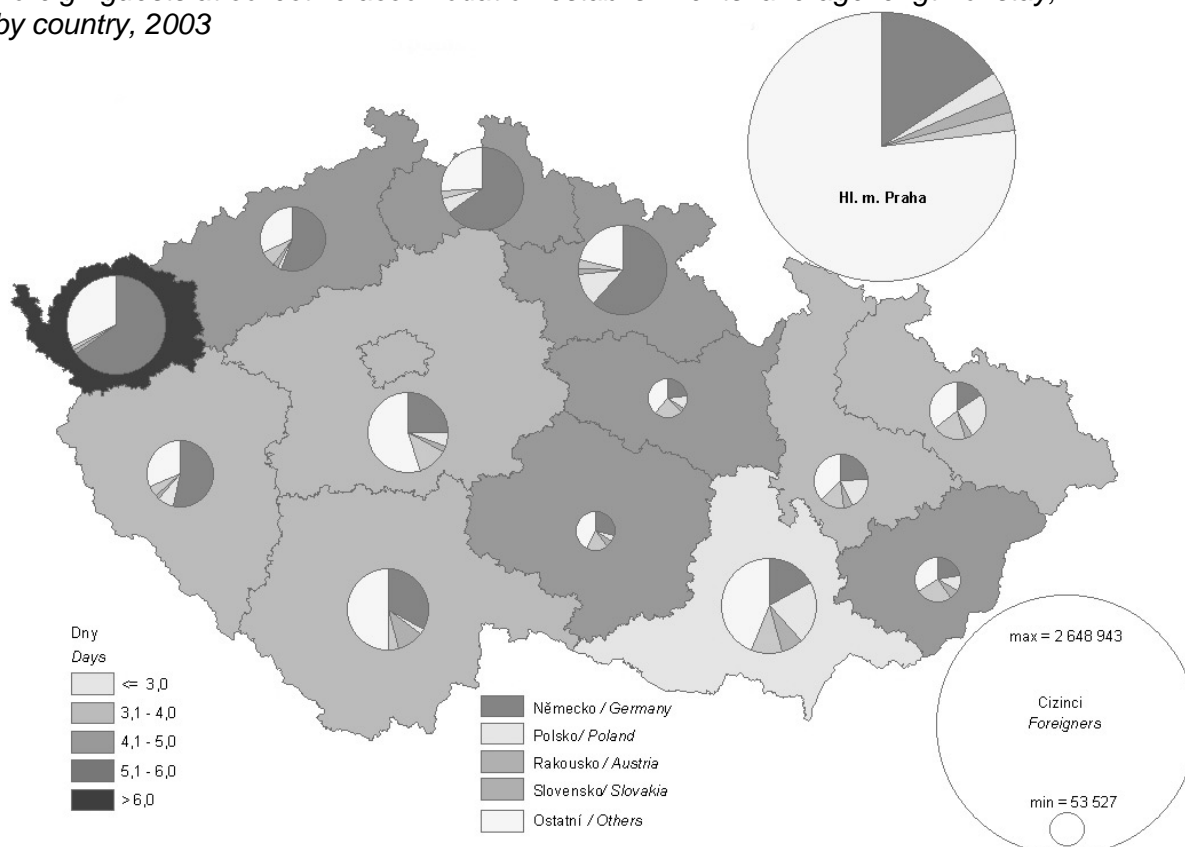 by country, 2003
Hl. m. Praha
Dny
Days
<= 3,0
3,1 - 4,0
4,1 - 5,0
5,1 - 6,0
>6,0
Německo / Germany
Polsko/ Poland
Rakousko / Austria
Slovensko/ Slovakia
Ostatní / Others
max = 2 648 943
Cizinci
Foreigners
min = 53 527